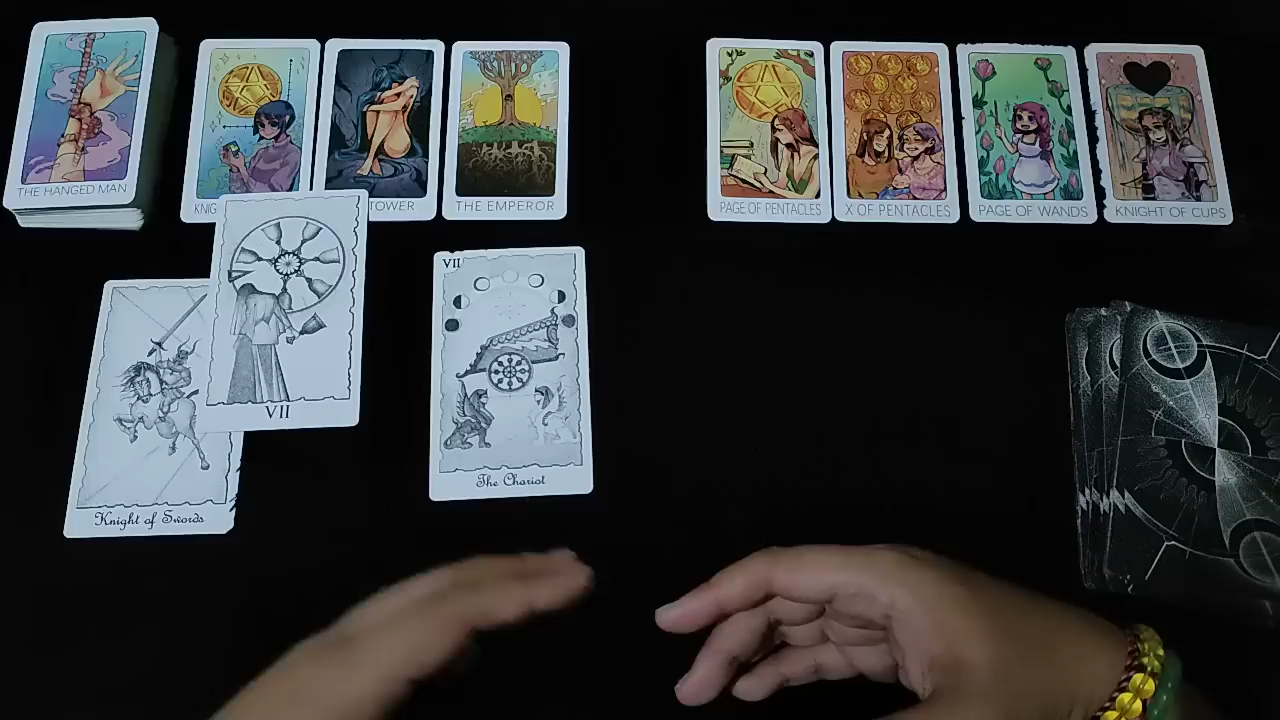 THE HANGED MAN
KNIG
TOWER
THE EMPEROR
PAGE OF PENTACLES
X OF PENTACLES
PAGE OF WANDS
KNIGHT OF CUPS
VII
VII
The Chariot
Knight of Swords